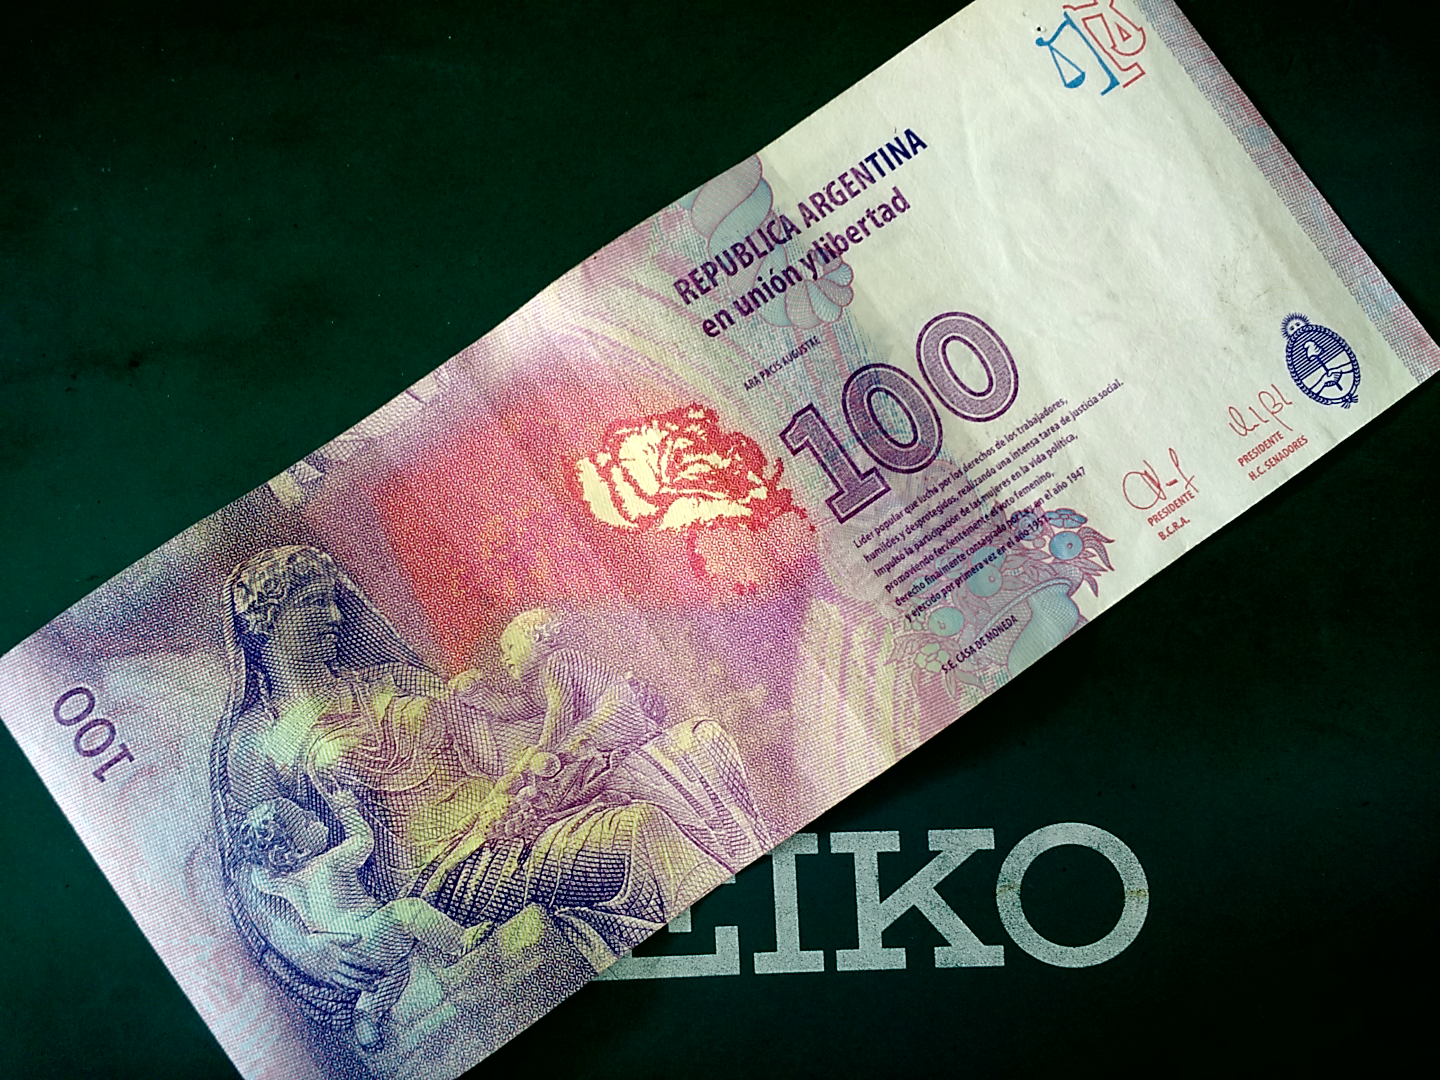 REPUBLICA ARGENTINA
en unión y libertad
ARA PACIS AUGUSTAE
100
Líder popular que luchó por los derechos de los trabajadores,
humildes y desprotegidos, realizando una intensa tarea de justicia social.
Impulsó la participación de las mujeres en la vida política,
promoviendo fervientemente el voto femenino,
derecho finalmente consagrado por ley en el año 1947
y ejercido por primera vez en el año 1951
S.E. CASA DE MONEDA
PRESIDENTE
B.C.R.A.
PRESIDENTE
H.C. SENADORES
100
EIKO